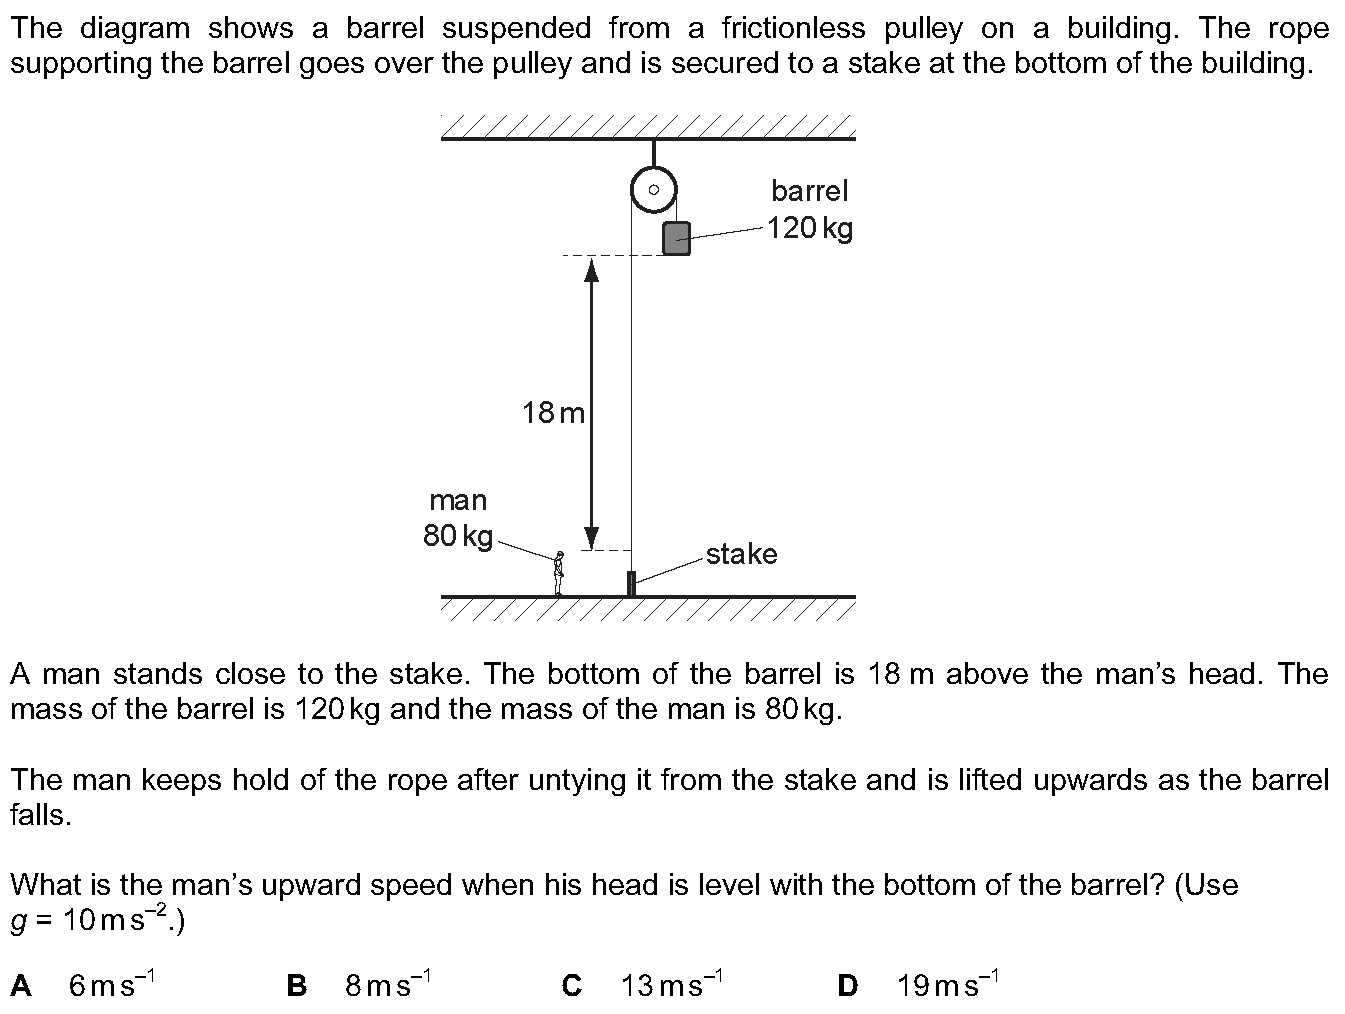 The diagram shows a barrel suspended from a frictionless pulley on a building. The rope
supporting the barrel goes over the pulley and is secured to a stake at the bottom of the building.
barrel
120 kg
18 m
man
80 kg
stake
A man stands close to the stake. The bottom of the barrel is 18 m above the man’s head. The
mass of the barrel is 120 kg and the mass of the man is 80 kg.
The man keeps hold of the rope after untying it from the stake and is lifted upwards as the barrel
falls.
What is the man’s upward speed when his head is level with the bottom of the barrel? (Use
g = 10 m s⁻².)
A 6 m s⁻¹ B 8 m s⁻¹ C 13 m s⁻¹ D 19 m s⁻¹